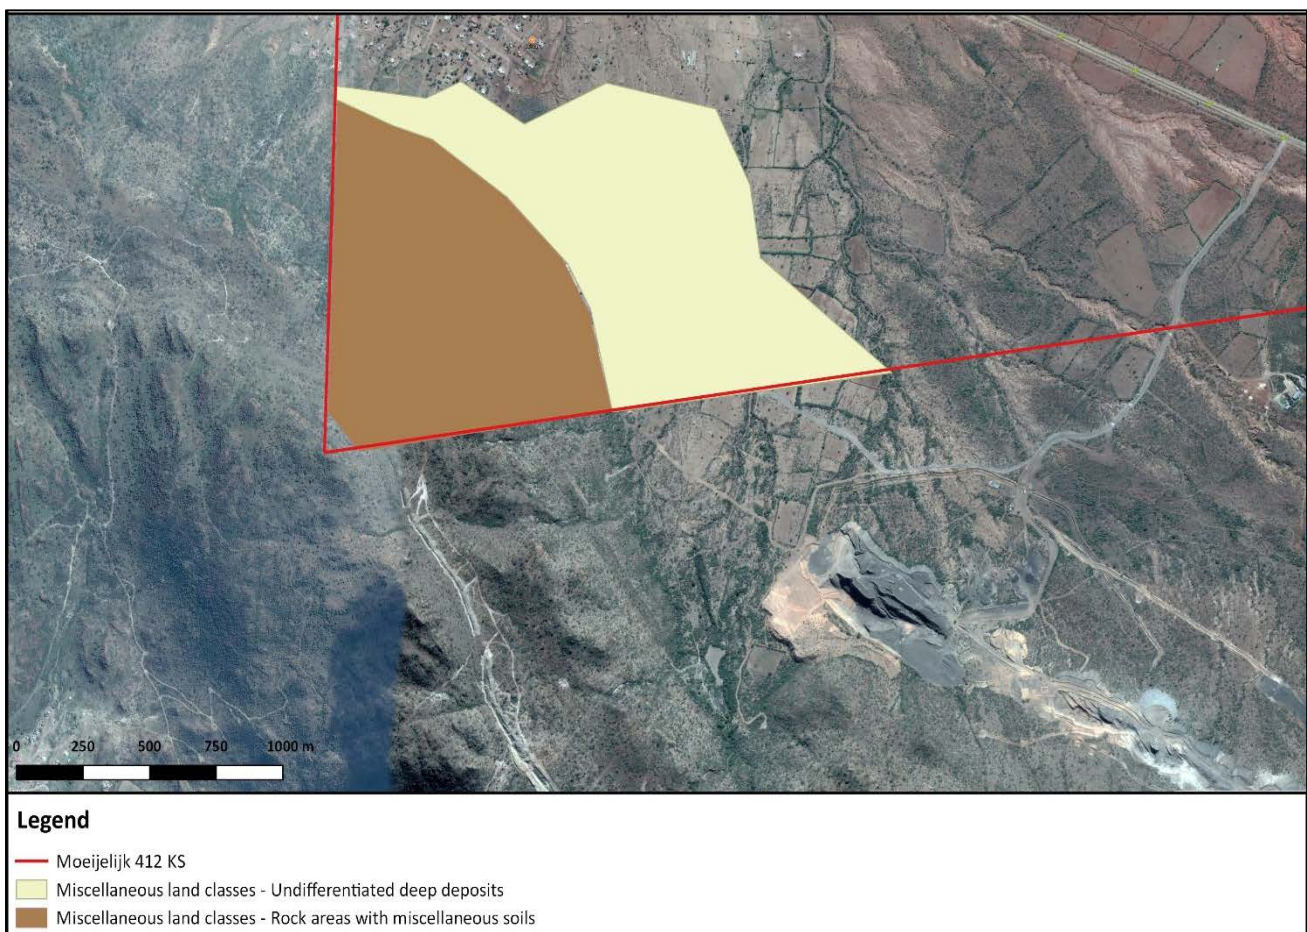 0 250 500 750 1000 m
Legend
Moeijelijk 412 KS
Miscellaneous land classes - Undifferentiated deep deposits
Miscellaneous land classes - Rock areas with miscellaneous soils